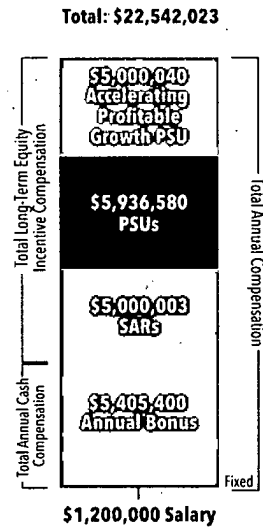 Total: $22,542,023
$5,000,040
Accelerating
Profitable
Growth PSU
$5,936,580
PSUs
$5,000,003
SARs
$5,405,400
Annual Bonus
Total Long-Term Equity
Incentive Compensation
Total Annual Cash
Compensation
Total Annual Compensation
Fixed
$1,200,000 Salary